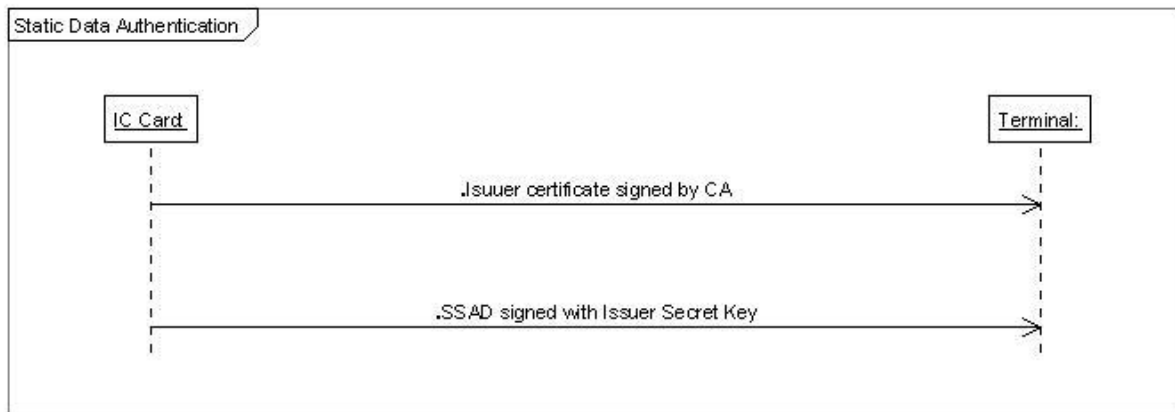 Static Data Authentication
IC Card:
Terminal:
.Isuuer certificate signed by CA
.SSAD signed with Issuer Secret Key